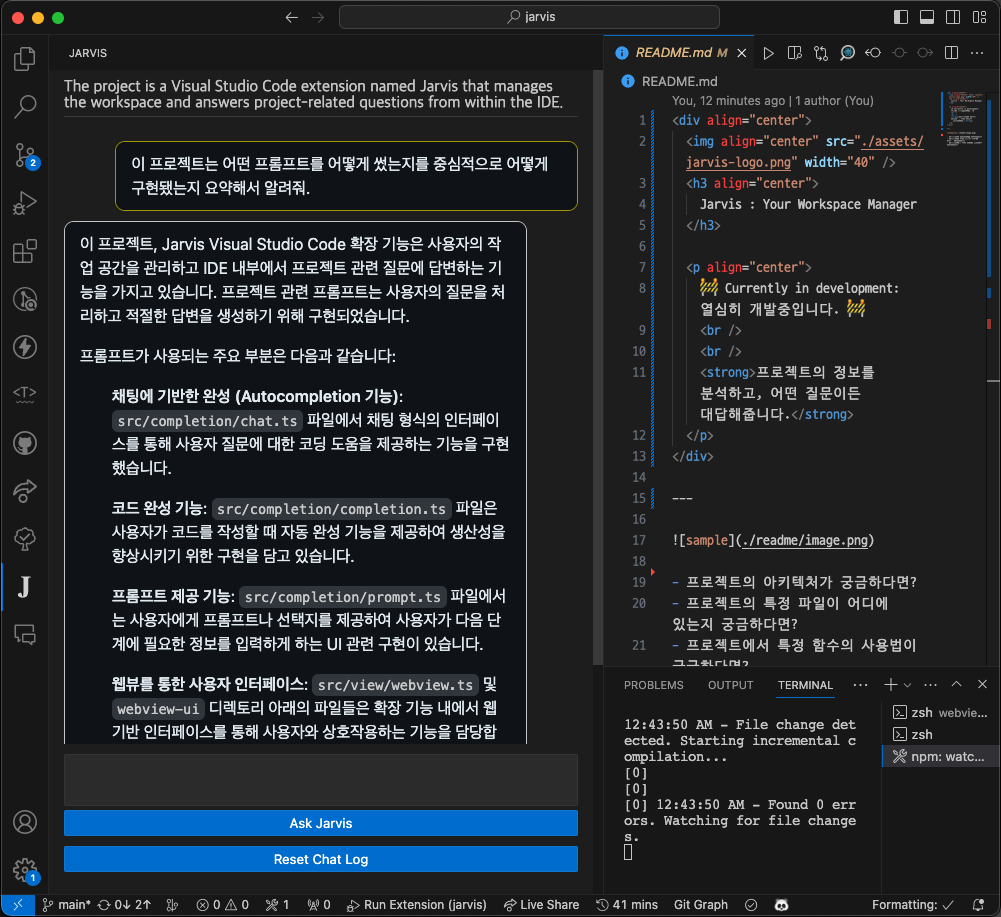 jarvis
JARVIS
The project is a Visual Studio Code extension named Jarvis that manages
the workspace and answers project-related questions from within the IDE.
이 프로젝트는 어떤 프롬프트를 어떻게 썼는지를 중심적으로 어떻게
구현됐는지 요약해서 알려줘.
이 프로젝트, Jarvis Visual Studio Code 확장 기능은 사용자의 작
업 공간을 관리하고 IDE 내부에서 프로젝트 관련 질문에 답변하는 기
능을 가지고 있습니다. 프로젝트 관련 프롬프트는 사용자의 질문을 처
리하고 적절한 답변을 생성하기 위해 구현되었습니다.
프롬프트가 사용되는 주요 부분은 다음과 같습니다:
채팅에 기반한 완성 (Autocompletion 기능):
src/completion/chat.ts 파일에서 채팅 형식의 인터페이
스를 통해 사용자 질문에 대한 코딩 도움을 제공하는 기능을 구현
했습니다.
코드 완성 기능: src/completion/completion.ts 파일은
사용자가 코드를 작성할 때 자동 완성 기능을 제공하여 생산성을
향상시키기 위한 구현을 담고 있습니다.
프롬프트 제공 기능: src/completion/prompt.ts 파일에서
는 사용자에게 프롬프트나 선택지를 제공하여 사용자가 다음 단
계에 필요한 정보를 입력하게 하는 UI 관련 구현이 있습니다.
웹뷰를 통한 사용자 인터페이스: src/view/webview.ts 및
webview-ui 디렉토리 아래의 파일들은 확장 기능 내에서 웹
기반 인터페이스를 통해 사용자와 상호작용하는 기능을 담당합
Ask Jarvis
Reset Chat Log
2
<T>
J
1
README.md M
README.md
You, 12 minutes ago | 1 author (You)
1 <div align="center">
2 <img align="center" src="./assets/
jarvis-logo.png" width="40" />
3 <h3 align="center">
4 Jarvis : Your Workspace Manager
5 </h3>
6
7 <p align="center">
8 🚧 Currently in development:
열심히 개발중입니다. 🚧
9 <br />
10 <br />
11 <strong>프로젝트의 정보를
분석하고, 어떤 질문이든
대답해줍니다.</strong>
12 </p>
13 </div>
14
15 ---
16
17 ![sample](./readme/image.png)
18
19 - 프로젝트의 아키텍처가 궁금하다면?
20 - 프로젝트의 특정 파일이 어디에
있는지 궁금하다면?
21 - 프로젝트에서 특정 함수의 사용법이
궁금하다면?
PROBLEMS OUTPUT TERMINAL
12:43:50 AM - File change det
ected. Starting incremental c
ompilation...
[0]
[0]
[0] 12:43:50 AM - Found 0 err
ors. Watching for file change
s.
zsh webvie...
zsh
npm: watc...
main* 0↓ 2↑ 0 0 1 0 Run Extension (jarvis) Live Share 41 mins Git Graph Formatting: ✓